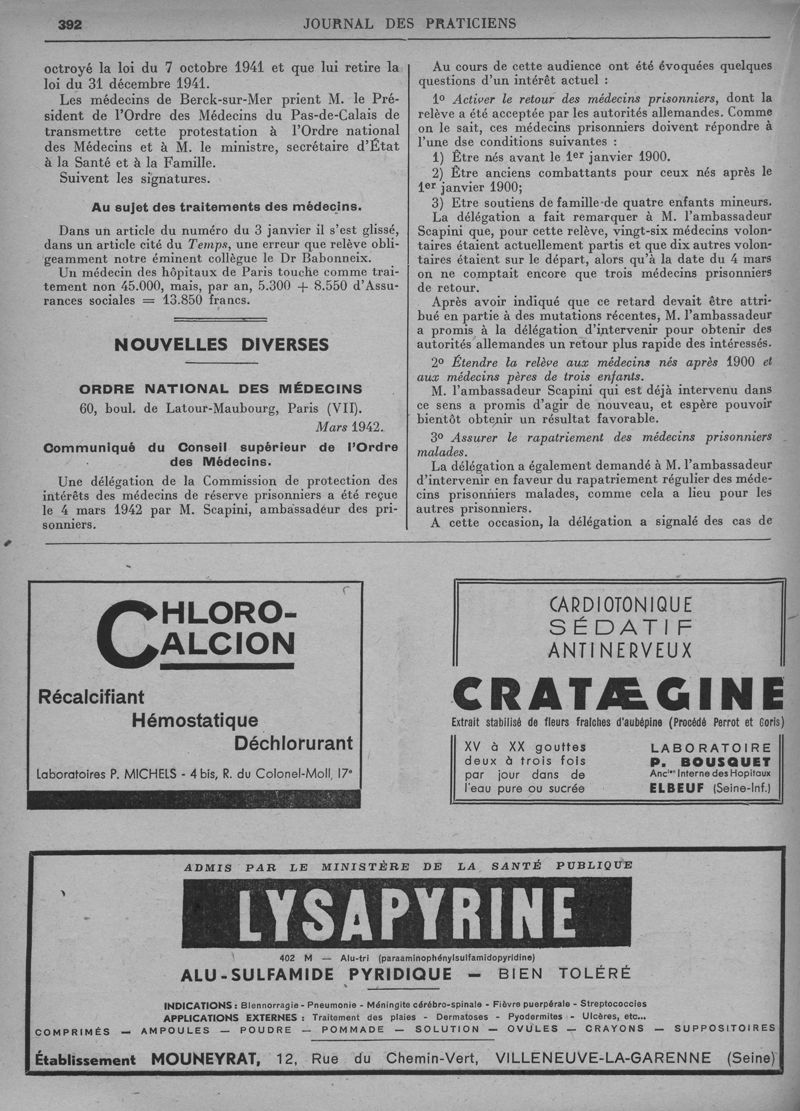 392
JOURNAL DES PRATICIENS
octroyé la loi du 7 octobre 1941 et que lui retire la
loi du 31 décembre 1941.
Les médecins de Berck-sur-Mer prient M. le Pré-
sident de l'Ordre des Médecins du Pas-de-Calais de
transmettre cette protestation à l'Ordre national
des Médecins et à M. le ministre, secrétaire d'État
à la Santé et à la Famille.
Suivent les signatures.
Au sujet des traitements des médecins.
Dans un article du numéro du 3 janvier il s'est glissé,
dans un article cité du Temps, une erreur que relève obli-
geamment notre éminent collègue le Dr Babonneix.
Un médecin des hôpitaux de Paris touche comme trai-
tement non 45.000, mais, par an, 5.300 + 8.550 d'Assu-
rances sociales = 13.850 francs.
NOUVELLES DIVERSES
ORDRE NATIONAL DES MÉDECINS
60, boul. de Latour-Maubourg, Paris (VII).
Mars 1942.
Communiqué du Conseil supérieur de l'Ordre
des Médecins.
Une délégation de la Commission de protection des
intérêts des médecins de réserve prisonniers a été reçue
le 4 mars 1942 par M. Scapini, ambassadeur des pri-
sonniers.
Au cours de cette audience ont été évoquées quelques
questions d'un intérêt actuel :
1º Activer le retour des médecins prisonniers, dont la
relève a été acceptée par les autorités allemandes. Comme
on le sait, ces médecins prisonniers doivent répondre à
l'une dse conditions suivantes :
1) Être nés avant le 1er janvier 1900.
2) Être anciens combattants pour ceux nés après le
1er janvier 1900;
3) Etre soutiens de famille de quatre enfants mineurs.
La délégation a fait remarquer à M. l'ambassadeur
Scapini que, pour cette relève, vingt-six médecins volon-
taires étaient actuellement partis et que dix autres volon-
taires étaient sur le départ, alors qu'à la date du 4 mars
on ne comptait encore que trois médecins prisonniers
de retour.
Après avoir indiqué que ce retard devait être attri-
bué en partie à des mutations récentes, M. l'ambassadeur
a promis à la délégation d'intervenir pour obtenir des
autorités allemandes un retour plus rapide des intéressés.
2º Étendre la relève aux médecins nés après 1900 et
aux médecins pères de trois enfants.
M. l'ambassadeur Scapini qui est déjà intervenu dans
ce sens a promis d'agir de nouveau, et espère pouvoir
bientôt obtenir un résultat favorable.
3º Assurer le rapatriement des médecins prisonniers
malades.
La délégation a également demandé à M. l'ambassadeur
d'intervenir en faveur du rapatriement régulier des méde-
cins prisonniers malades, comme cela a lieu pour les
autres prisonniers.
A cette occasion, la délégation a signalé des cas de
CHLORO-
CALCION
Récalcifiant
Hémostatique
Déchlorurant
Laboratoires P. MICHELS - 4 bis, R. du Colonel-Moll, 17e
CARDIOTONIQUE
SÉDATIF
ANTINERVEUX
CRATÆGINE
Extrait stabilisé de fleurs fraîches d'aubépine (Procédé Perrot et Goris)
XV à XX gouttes
deux à trois fois
par jour dans de
l'eau pure ou sucrée
LABORATOIRE
P. BOUSQUET
Ancien Interne des Hopitaux
ELBEUF (Seine-Inf.)
ADMIS PAR LE MINISTÈRE DE LA SANTÉ PUBLIQUE
LYSAPYRINE
402 M — Alu-tri (paraaminophénylsulfamidopyridine)
ALU-SULFAMIDE PYRIDIQUE — BIEN TOLÉRÉ
INDICATIONS : Blennorragie - Pneumonie - Méningite cérébro-spinale - Fièvre puerpérale - Streptococcies
APPLICATIONS EXTERNES : Traitement des plaies - Dermatoses - Pyodermites - Ulcères, etc...
COMPRIMÉS — AMPOULES — POUDRE — POMMADE — SOLUTION — OVULES — CRAYONS — SUPPOSITOIRES
Établissement MOUNEYRAT, 12, Rue du Chemin-Vert, VILLENEUVE-LA-GARENNE (Seine)